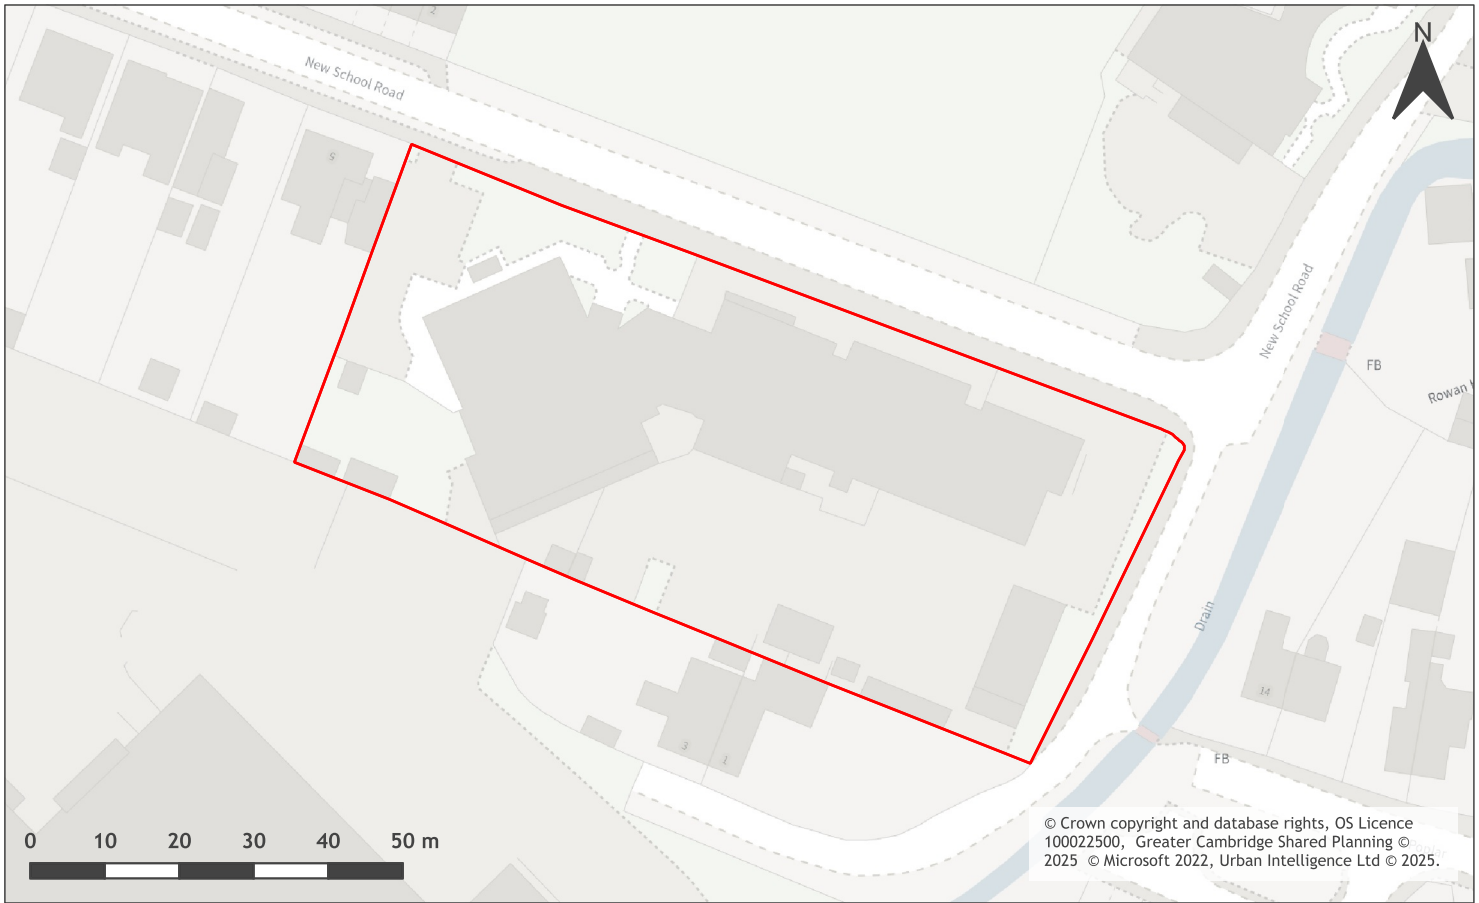 2
N
New School Road
5
New School Road
FB
Rowan
Drain
14
3
1
FB
0 10 20 30 40 50 m
© Crown copyright and database rights, OS Licence
100022500, Greater Cambridge Shared Planning ©
2025 © Microsoft 2022, Urban Intelligence Ltd © 2025.